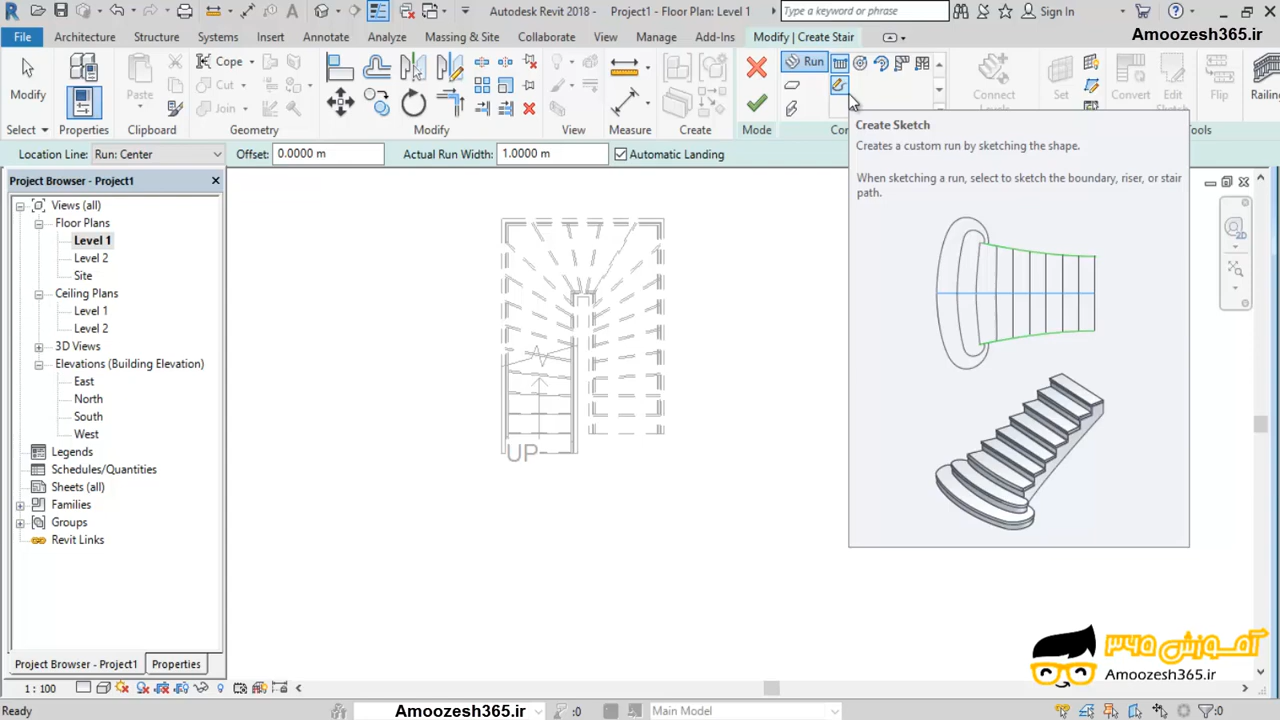 Autodesk Revit 2018 - Project1 - Floor Plan: Level 1
Type a keyword or phrase
Sign In
File Architecture Structure Systems Insert Annotate Analyze Massing & Site Collaborate View Manage Add-Ins Modify | Create Stair
Amoozesh365.ir
Modify
Select
Properties
Paste
Clipboard
Cope
Cut
Join
Geometry
Modify
View
Measure
Create
Mode
Run
Con
Connect
Levels
Set
Convert
Edit
Sketch
Flip
Railing
Tools
Location Line: Run: Center Offset: 0.0000 m Actual Run Width: 1.0000 m Automatic Landing
Create Sketch
Creates a custom run by sketching the shape.
When sketching a run, select to sketch the boundary, riser, or stair
path.
Project Browser - Project1
Views (all)
Floor Plans
Level 1
Level 2
Site
Ceiling Plans
Level 1
Level 2
3D Views
Elevations (Building Elevation)
East
North
South
West
Legends
Schedules/Quantities
Sheets (all)
Families
Groups
Revit Links
UP
2D
Project Browser - Project1 Properties
آموزش ۳۶۵
Amoozesh365.ir
1 : 100
Ready
Amoozesh365.ir
:0
Main Model
:0